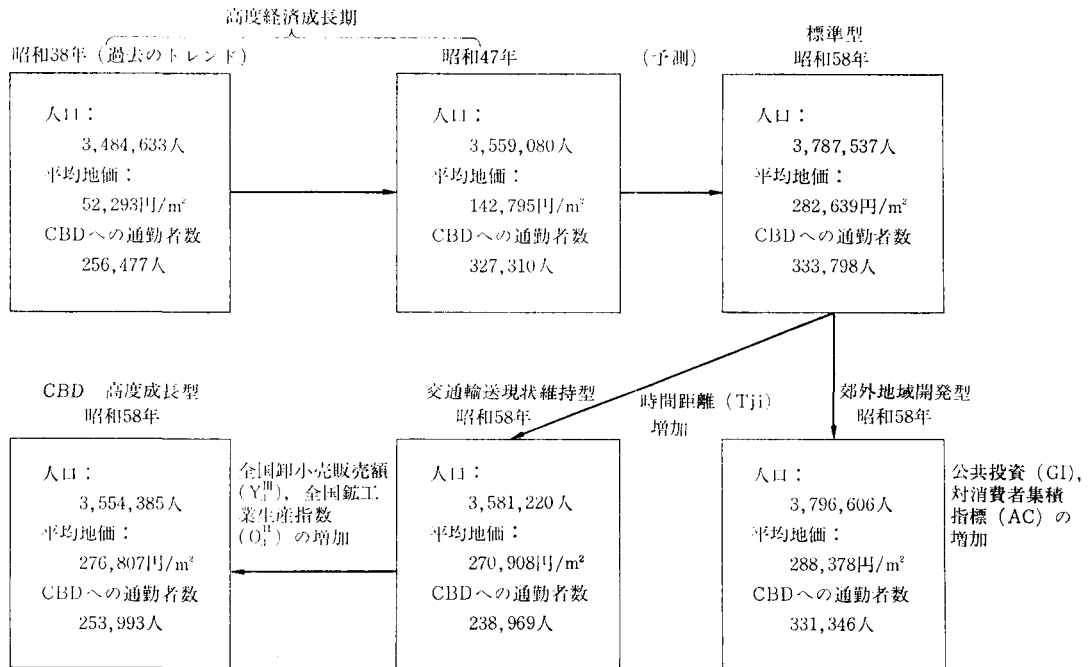 高度経済成長期
昭和38年(過去のトレンド)
昭和47年
(予測)
標準型
昭和58年
人口:
3,484,633人
平均地価:
52,293円/m²
CBDへの通勤者数
256,477人
人口:
3,559,080人
平均地価:
142,795円/m²
CBDへの通勤者数
327,310人
人口:
3,787,537人
平均地価:
282,639円/m²
CBDへの通勤者数
333,798人
CBD 高度成長型
昭和58年
交通輸送現状維持型
昭和58年
時間距離(Tji)
増加
郊外地域開発型
昭和58年
人口:
3,554,385人
平均地価:
276,807円/m²
CBDへの通勤者数
253,993人
全国卸小売販売額
全国鉱工
業生産指数
の増加
人口:
3,581,220人
平均地価:
270,908円/m²
CBDへの通勤者数
238,969人
人口:
3,796,606人
平均地価:
288,378円/m²
CBDへの通勤者数
331,346人
公共投資(GI),
対消費者集積
指標(AC)の
増加